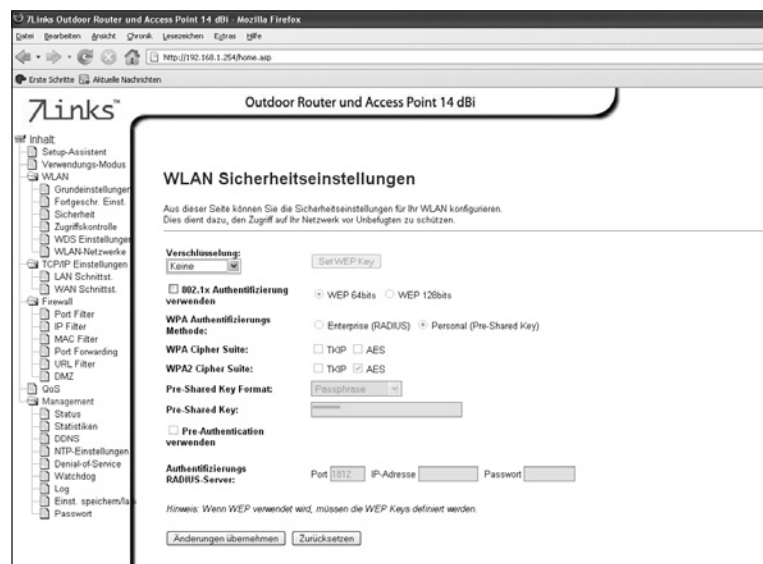 7Links Outdoor Router und Access Point 14 dBi - Mozilla Firefox
Datei Bearbeiten Ansicht Chronik Lesezeichen Extras Hilfe
http://192.168.1.254/home.asp
Erste Schritte Aktuelle Nachrichten
7Links™
Outdoor Router und Access Point 14 dBi
Inhalt
Setup-Assistent
Verwendungs-Modus
WLAN
Grundeinstellungen
Fortgeschr. Einst.
Sicherheit
Zugriffskontrolle
WDS Einstellunge
WLAN-Netzwerke
TCP/IP Einstellungen
LAN Schnittst.
WAN Schnittst.
Firewall
Port Filter
IP Filter
MAC Filter
Port Forwarding
URL Filter
DMZ
QoS
Management
Status
Statistiken
DDNS
NTP-Einstellungen
Denial-of-Service
Watchdog
Log
Einst. speichern/la
Passwort
WLAN Sicherheitseinstellungen
Aus dieser Seite können Sie die Sicherheitseinstellungen für Ihr WLAN konfigurieren.
Dies dient dazu, den Zugriff auf Ihr Netzwerk vor Unbefugten zu schützen.
Verschlüsselung:
Keine Set WEP Key
802.1x Authentifizierung verwenden WEP 64bits WEP 128bits
WPA Authentifizierungs Methode: Enterprise (RADIUS) Personal (Pre-Shared Key)
WPA Cipher Suite: TKIP AES
WPA2 Cipher Suite: TKIP AES
Pre-Shared Key Format: Passphrase
Pre-Shared Key:
Pre-Authentication verwenden
Authentifizierungs RADIUS-Server: Port 1812 IP-Adresse Passwort
Hinweis: Wenn WEP verwendet wird, müssen die WEP Keys definiert werden.
Änderungen übernehmen Zurücksetzen